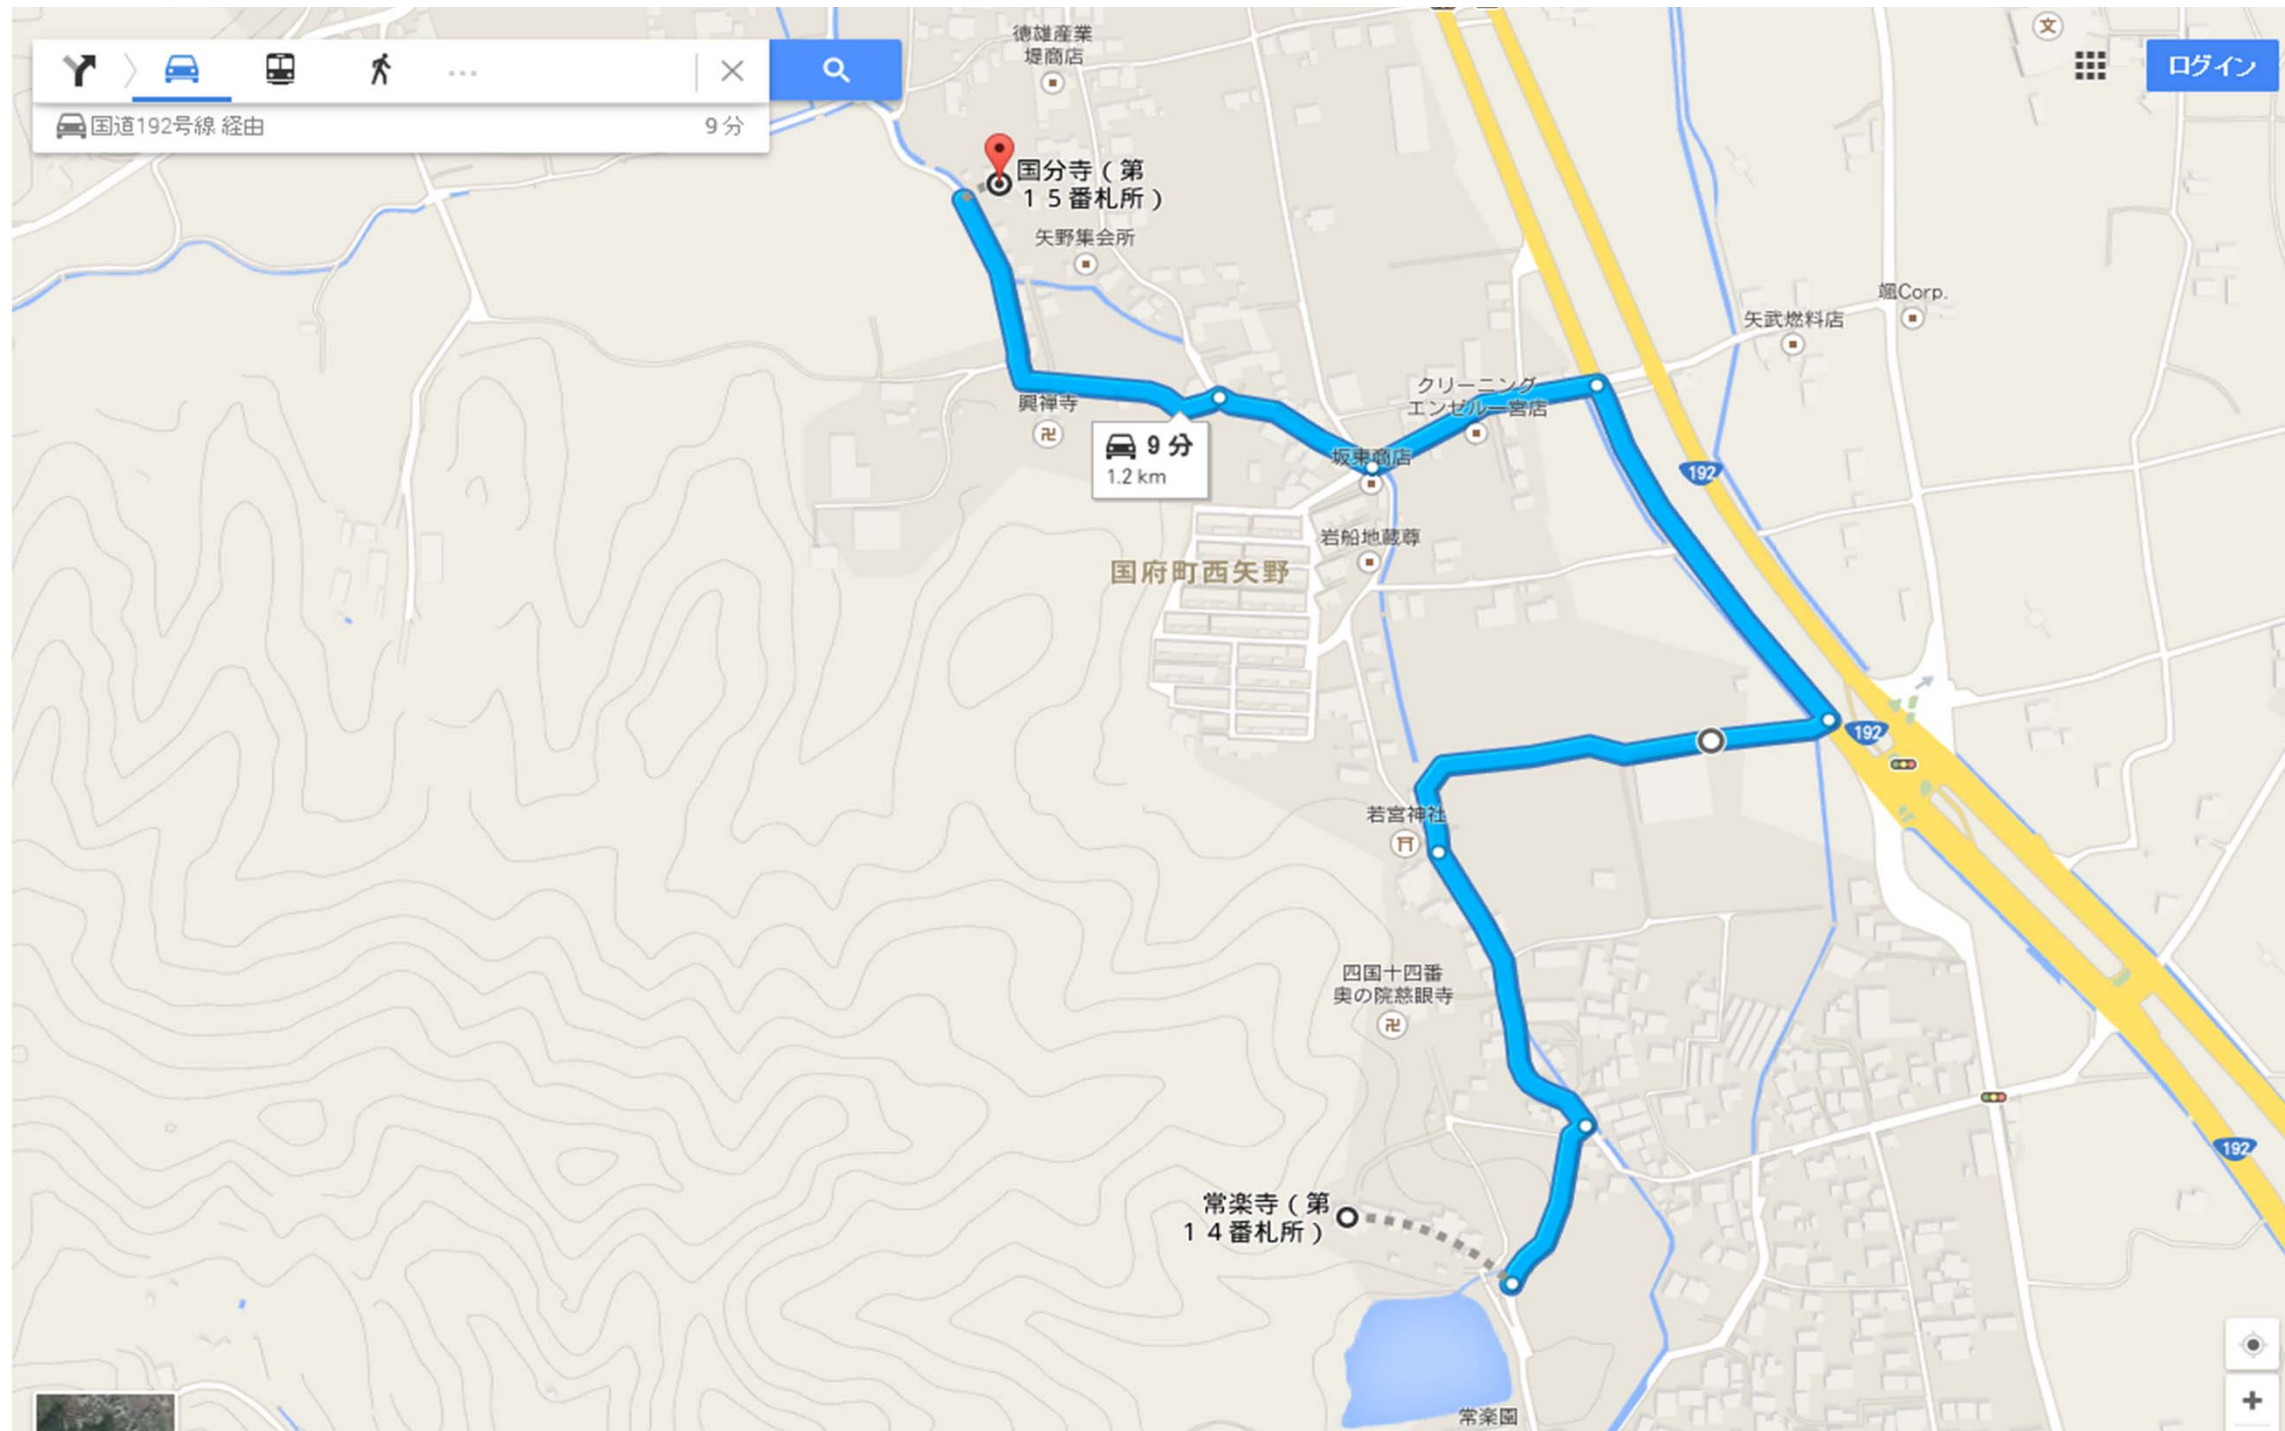 徳雄産業
堤商店
文
ログイン
...
国道192号線 経由
9 分
国分寺（第
１５番札所）
矢野集会所
颯Corp.
矢武燃料店
クリーニング
エンゼル一宮店
興禅寺
卍
9 分
1.2 km
坂東商店
192
岩船地蔵尊
国府町西矢野
192
若宮神社
四国十四番
奥の院慈眼寺
卍
192
常楽寺（第
１４番札所）
常楽園